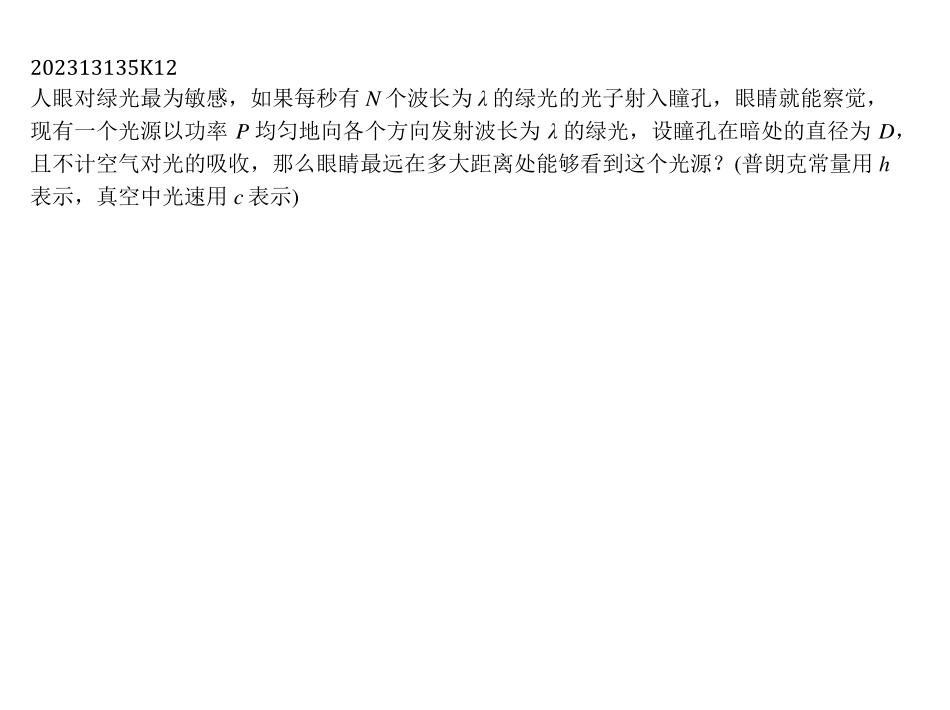 202313135K12
人眼对绿光最为敏感，如果每秒有 N 个波长为 λ 的绿光的光子射入瞳孔，眼睛就能察觉，
现有一个光源以功率 P 均匀地向各个方向发射波长为 λ 的绿光，设瞳孔在暗处的直径为 D，
且不计空气对光的吸收，那么眼睛最远在多大距离处能够看到这个光源？(普朗克常量用 h
表示，真空中光速用 c 表示)